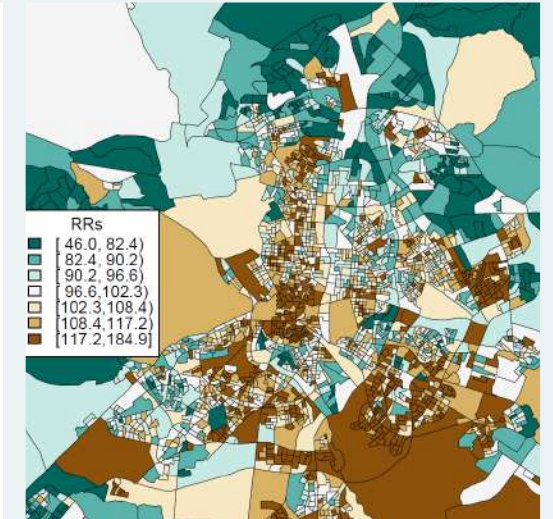 RRs
[ 46.0, 82.4)
[ 82.4, 90.2)
[ 90.2, 96.6)
[ 96.6,102.3)
[102.3,108.4)
[108.4,117.2)
[117.2,184.9]